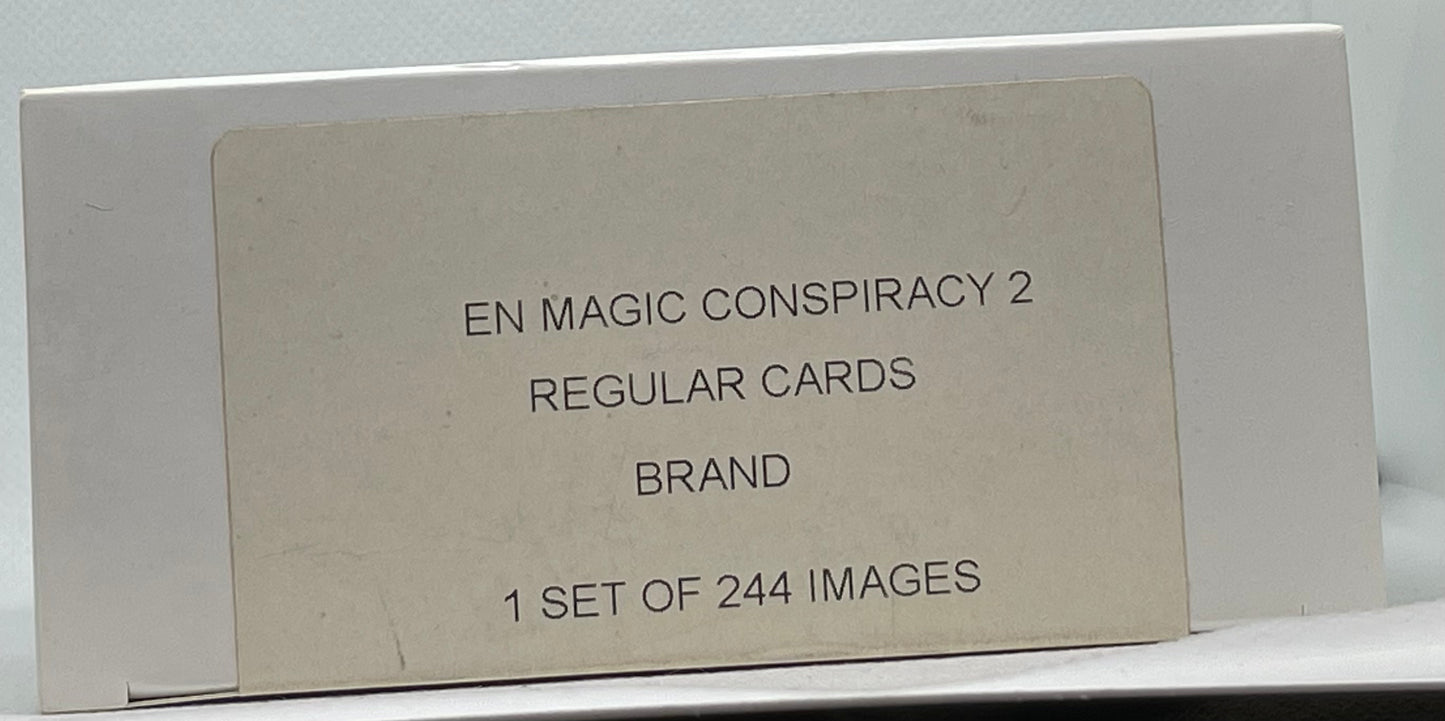 EN MAGIC CONSPIRACY 2
REGULAR CARDS
BRAND
1 SET OF 244 IMAGES